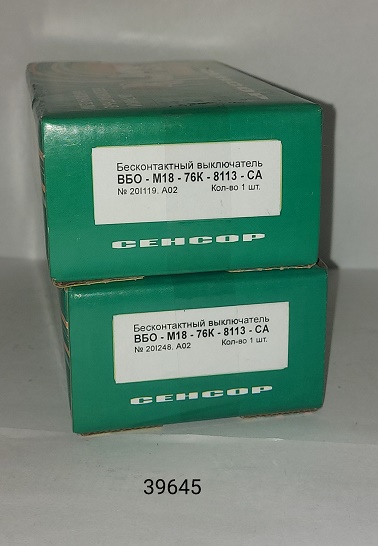 Бесконтактный выключатель
ВБО - М18 - 76К - 8113 - СА
№ 20I119. А02 Кол-во 1 шт.
СЕНСОР
Бесконтактный выключатель
ВБО - М18 - 76К - 8113 - СА
№ 20I248. А02 Кол-во 1 шт.
СЕНСОР
39645